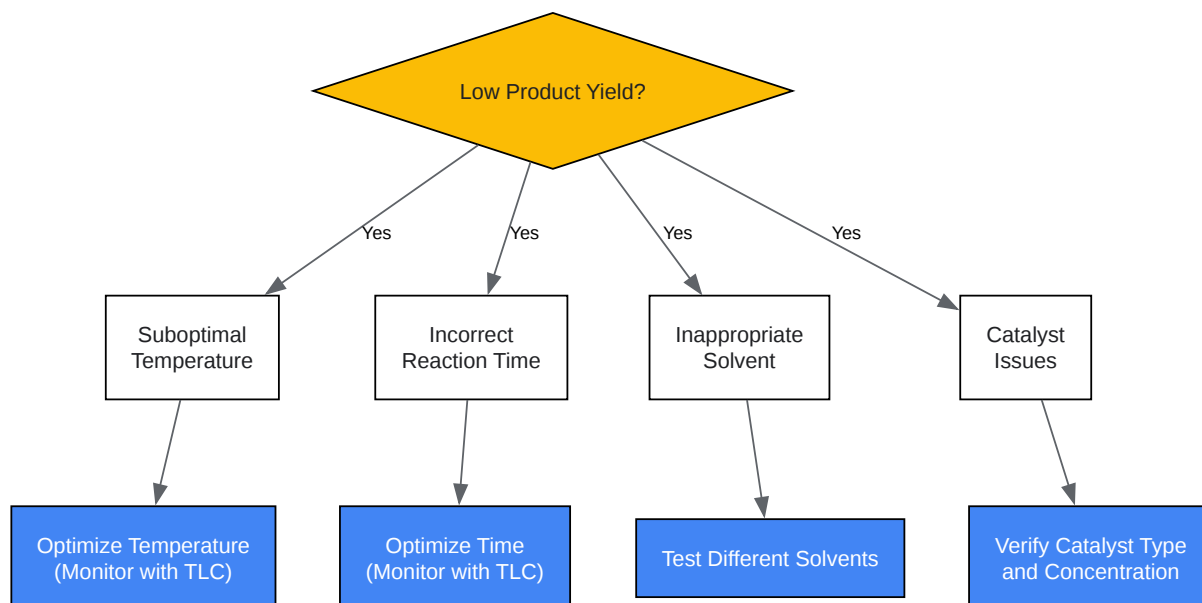 Low Product Yield?
Yes
Yes
Yes
Yes
Suboptimal
Temperature
Incorrect
Reaction Time
Inappropriate
Solvent
Catalyst
Issues
Optimize Temperature
(Monitor with TLC)
Optimize Time
(Monitor with TLC)
Test Different Solvents
Verify Catalyst Type
and Concentration